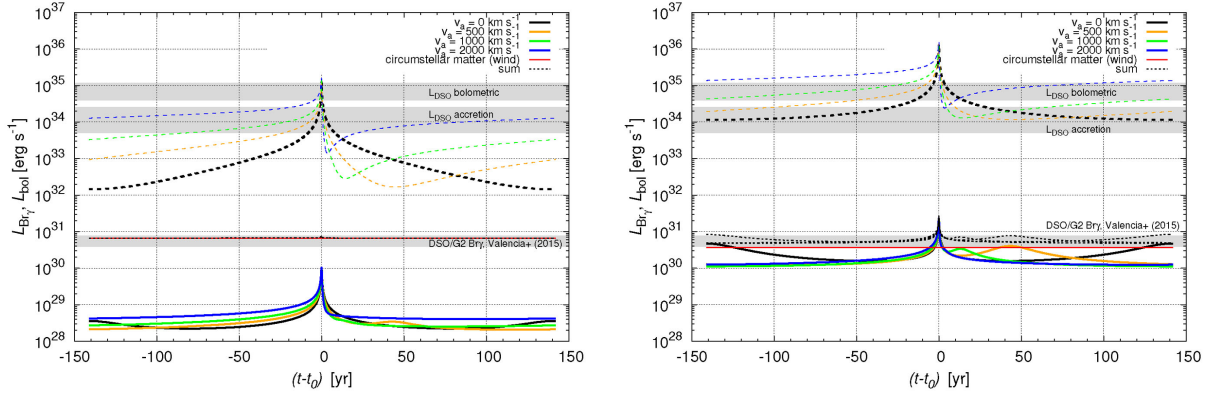 v_a = 0 km s^-1
v_a = 500 km s^-1
v_a = 1000 km s^-1
v_a = 2000 km s^-1
circumstellar matter (wind)
sum
L_DSO bolometric
L_DSO accretion
DSO/G2 Brγ, Valencia+ (2015)
L_Brγ, L_bol [erg s^-1]
10^37
10^36
10^35
10^34
10^33
10^32
10^31
10^30
10^29
10^28
-150
-100
-50
0
50
100
150
(t-t_0) [yr]
v_a = 0 km s^-1
v_a = 500 km s^-1
v_a = 1000 km s^-1
v_a = 2000 km s^-1
circumstellar matter (wind)
sum
L_DSO bolometric
L_DSO accretion
DSO/G2 Brγ, Valencia+ (2015)
L_Brγ, L_bol [erg s^-1]
10^37
10^36
10^35
10^34
10^33
10^32
10^31
10^30
10^29
10^28
-150
-100
-50
0
50
100
150
(t-t_0) [yr]